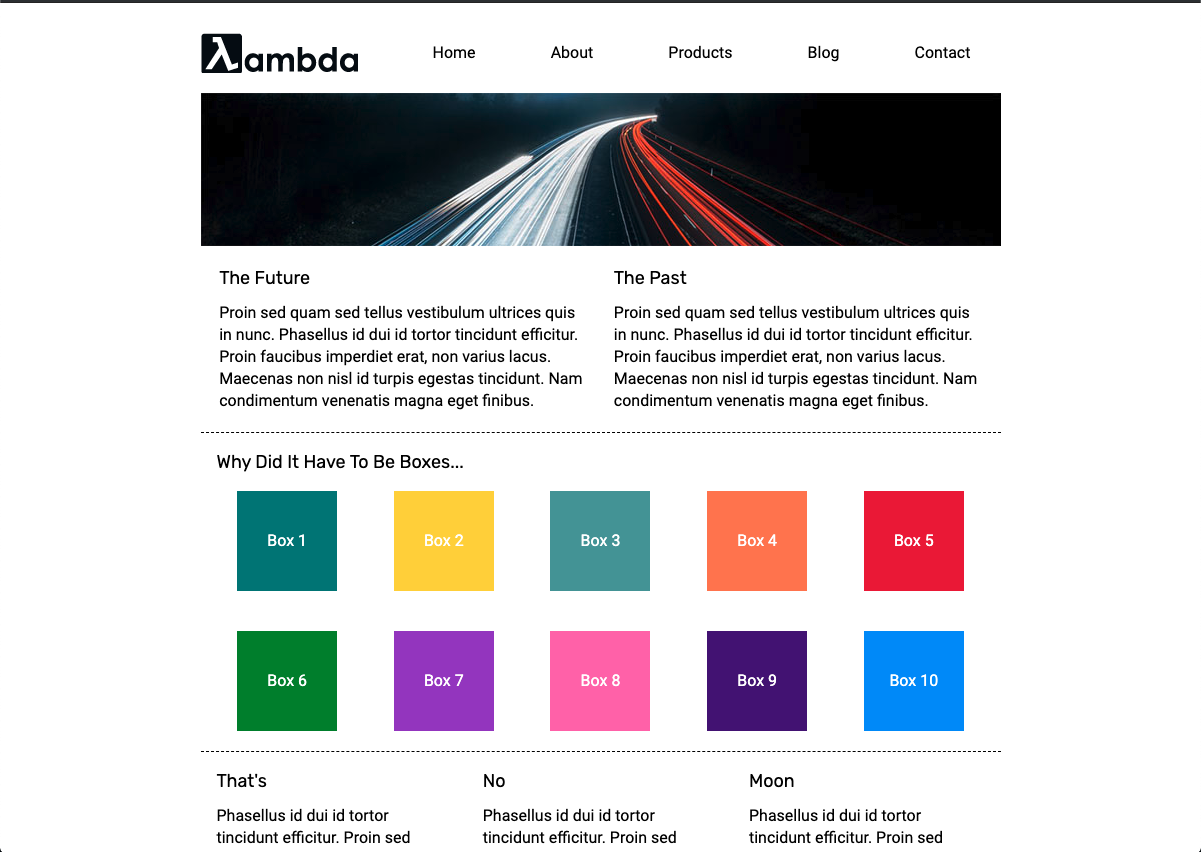 λambda
Home About Products Blog Contact
The Future
Proin sed quam sed tellus vestibulum ultrices quis
in nunc. Phasellus id dui id tortor tincidunt efficitur.
Proin faucibus imperdiet erat, non varius lacus.
Maecenas non nisl id turpis egestas tincidunt. Nam
condimentum venenatis magna eget finibus.
The Past
Proin sed quam sed tellus vestibulum ultrices quis
in nunc. Phasellus id dui id tortor tincidunt efficitur.
Proin faucibus imperdiet erat, non varius lacus.
Maecenas non nisl id turpis egestas tincidunt. Nam
condimentum venenatis magna eget finibus.
Why Did It Have To Be Boxes...
Box 1 Box 2 Box 3 Box 4 Box 5
Box 6 Box 7 Box 8 Box 9 Box 10
That's
Phasellus id dui id tortor
tincidunt efficitur. Proin sed
No
Phasellus id dui id tortor
tincidunt efficitur. Proin sed
Moon
Phasellus id dui id tortor
tincidunt efficitur. Proin sed